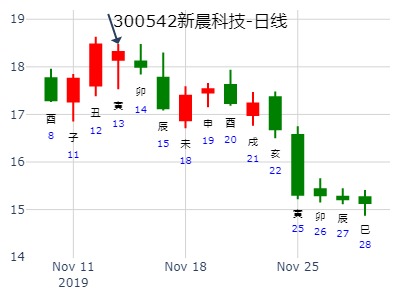 300542新晨科技-日线
19
18
17
16
15
14
酉
8
子
11
丑
12
寅
13
卯
14
辰
15
未
18
申
19
酉
20
戌
21
亥
22
寅
25
卯
26
辰
27
巳
28
Nov 11
2019
Nov 18
Nov 25